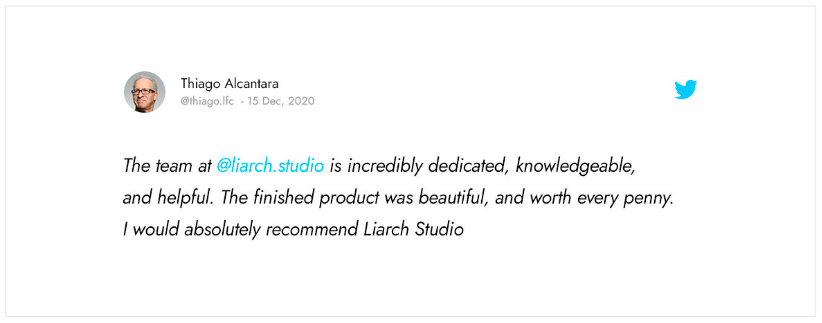 Thiago Alcantara
@thiago.lfc - 15 Dec, 2020
The team at @liarch.studio is incredibly dedicated, knowledgeable,
and helpful. The finished product was beautiful, and worth every penny.
I would absolutely recommend Liarch Studio